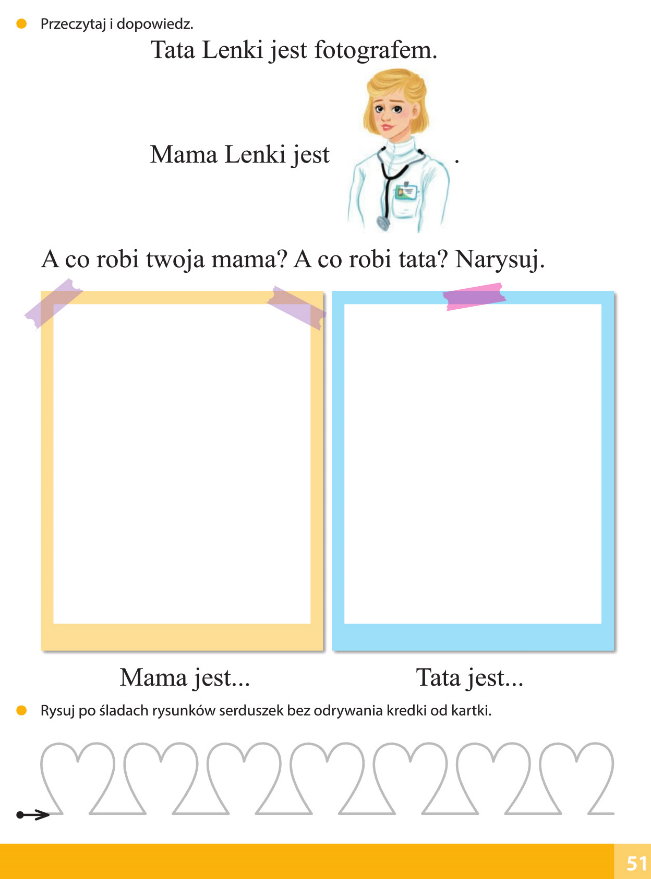 Przeczytaj i dopowiedz.
Tata Lenki jest fotografem.
Mama Lenki jest .
A co robi twoja mama? A co robi tata? Narysuj.
Mama jest...
Tata jest...
Rysuj po śladach rysunków serduszek bez odrywania kredki od kartki.
51